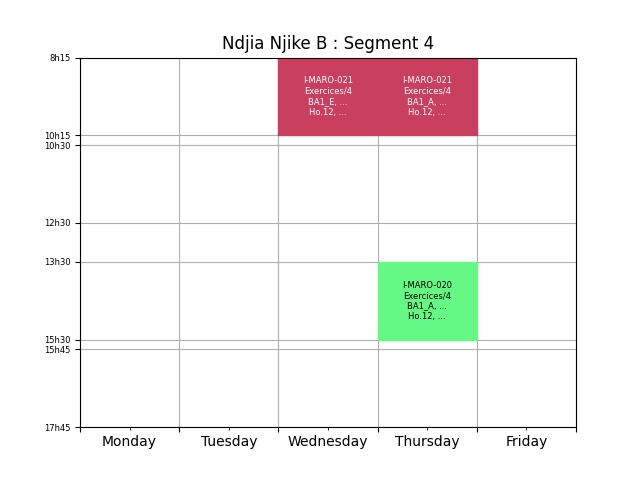 Ndjia Njike B : Segment 4
8h15
I-MARO-021
Exercices/4
BA1_E, ...
Ho.12, ...
I-MARO-021
Exercices/4
BA1_A, ...
Ho.12, ...
10h15
10h30
12h30
13h30
I-MARO-020
Exercices/4
BA1_A, ...
Ho.12, ...
15h30
15h45
17h45
Monday
Tuesday
Wednesday
Thursday
Friday